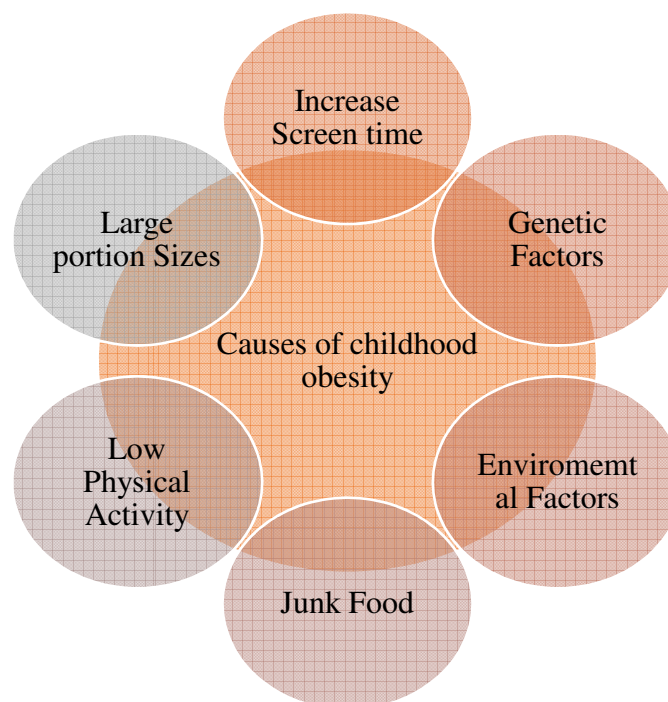 Increase
Screen time
Large
portion Sizes
Genetic
Factors
Causes of childhood
obesity
Low
Physical
Activity
Enviromemt
al Factors
Junk Food